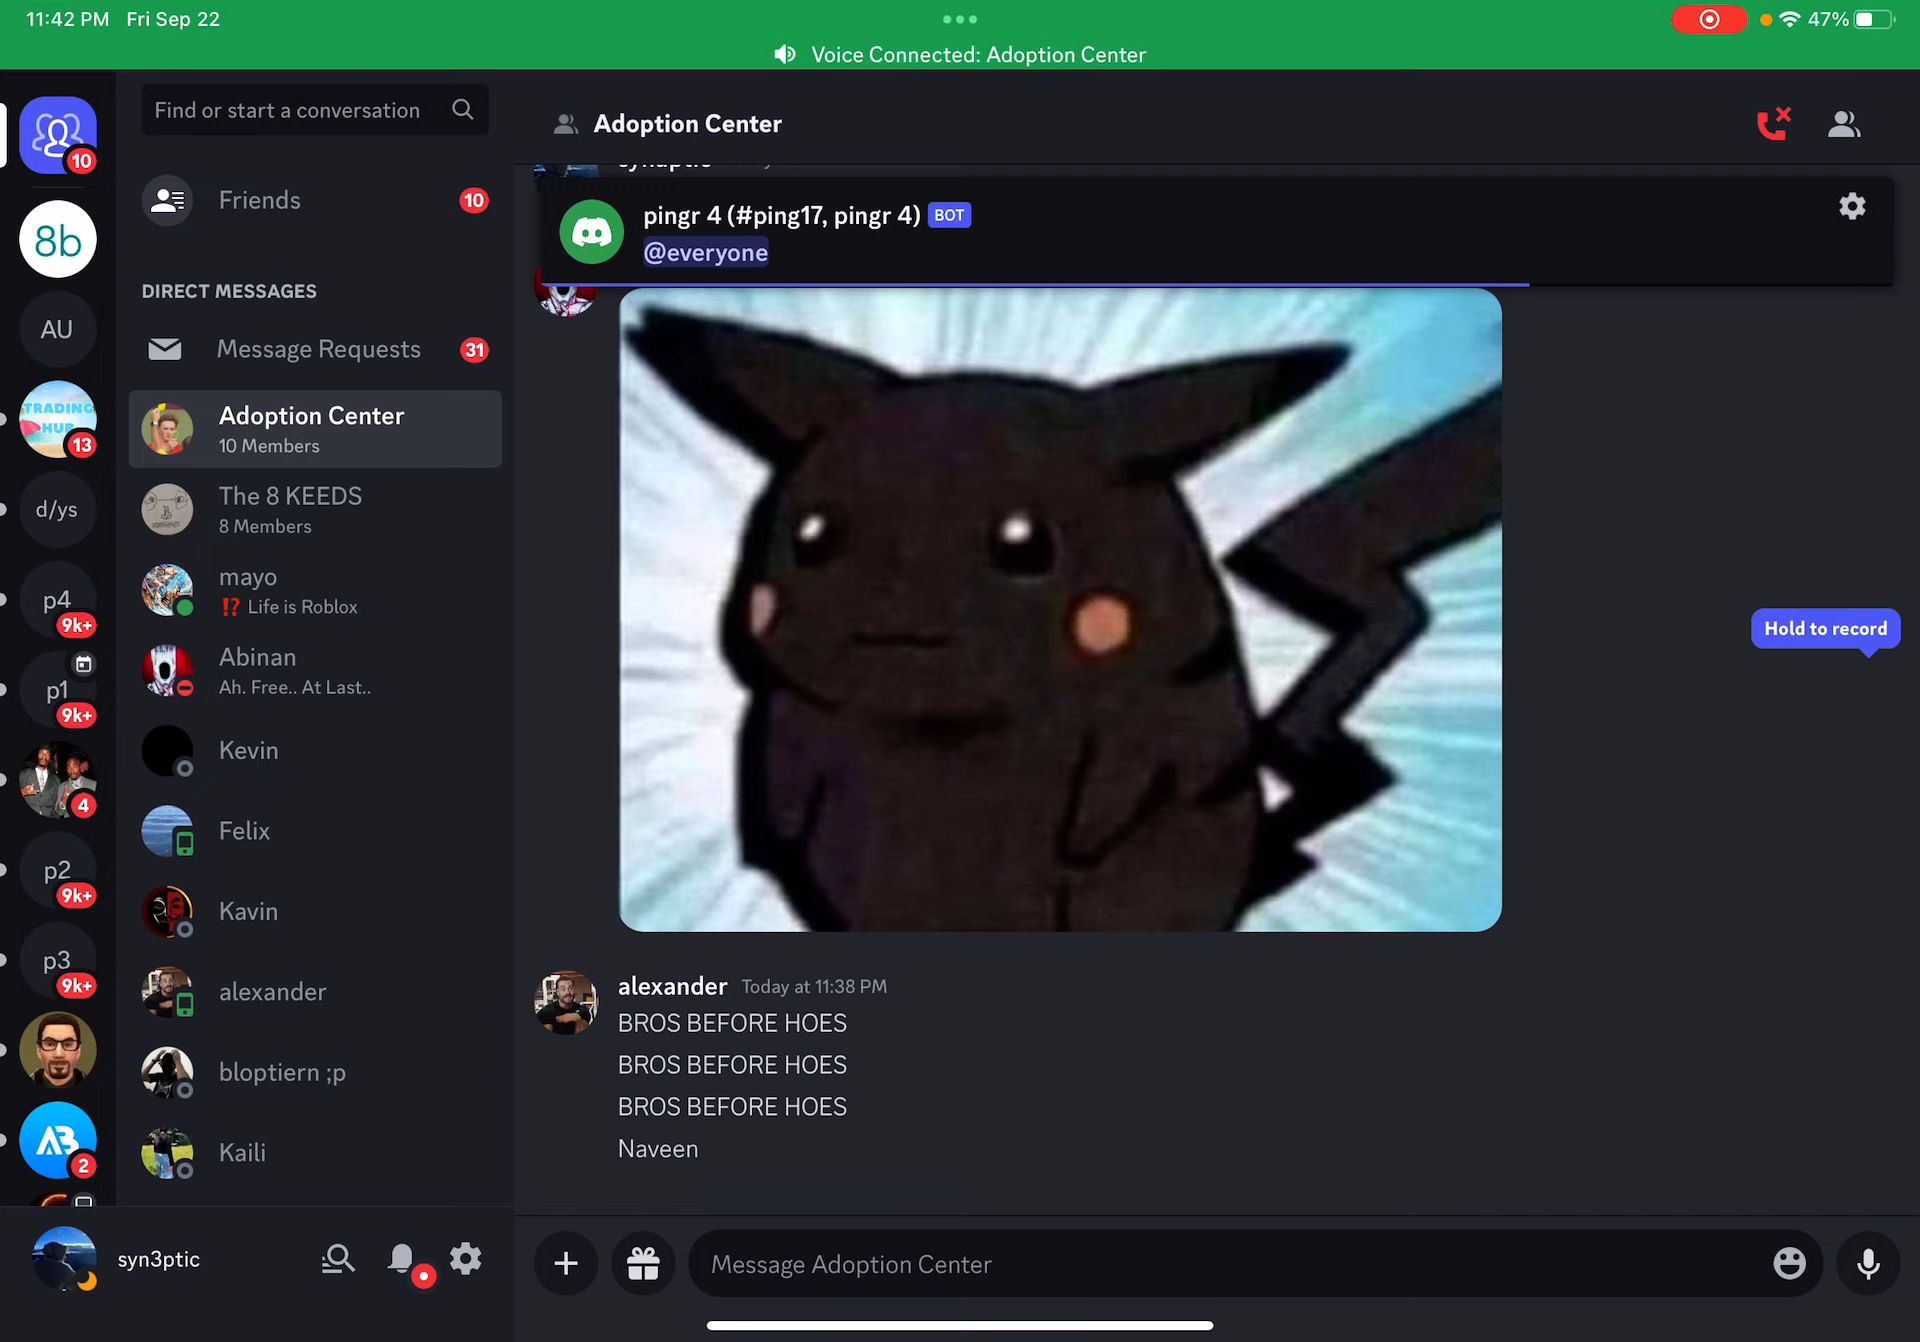 11:42 PM Fri Sep 22
47%
Voice Connected: Adoption Center
10
8b
AU
TRADING
HUB
13
d/ys
p4
9k+
p1
9k+
4
p2
9k+
p3
9k+
2
Find or start a conversation
Friends 10
DIRECT MESSAGES
Message Requests 31
Adoption Center
10 Members
The 8 KEEDS
8 Members
mayo
⁉ Life is Roblox
Abinan
Ah. Free.. At Last..
Kevin
Felix
Kavin
alexander
bloptiern ;p
Kaili
syn3ptic
Adoption Center
pingr 4 (#ping17, pingr 4) BOT
@everyone
Hold to record
alexander Today at 11:38 PM
BROS BEFORE HOES
BROS BEFORE HOES
BROS BEFORE HOES
Naveen
Message Adoption Center